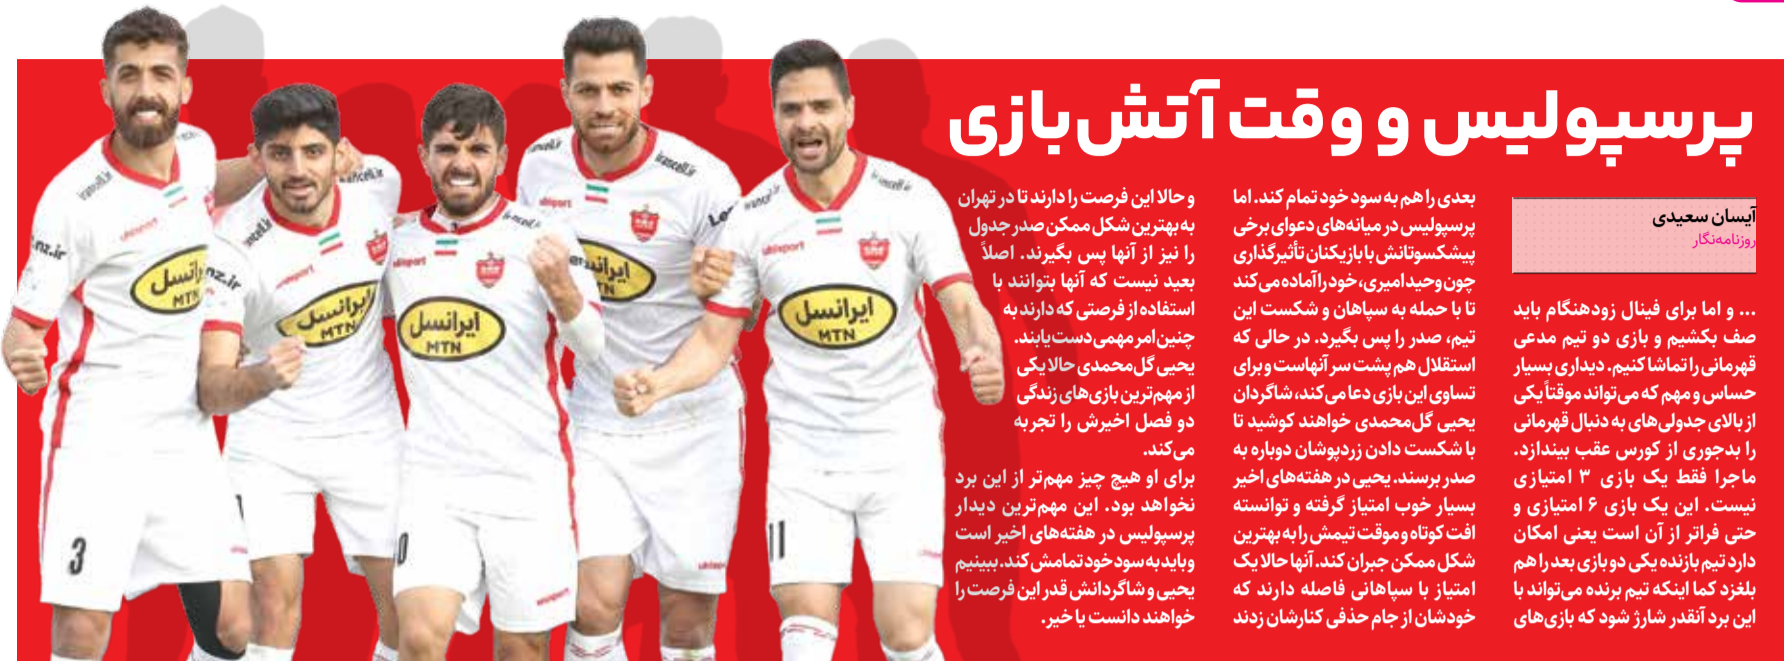 پرسپولیس و وقت آتش‌بازی
آیسان سعیدی
روزنامه‌نگار
... و اما برای فینال زودهنگام باید
صف بکشیم و بازی دو تیم مدعی
قهرمانی را تماشا کنیم. دیداری بسیار
حساس و مهم که می‌تواند موقتاً یکی
از بالای جدولی‌های به دنبال قهرمانی
را بدجوری از کورس عقب بیندازد.
ماجرا فقط یک بازی ۳ امتیازی
نیست. این یک بازی ۶ امتیازی و
حتی فراتر از آن است یعنی امکان
دارد تیم بازنده یکی دو بازی بعد را هم
بلغزد کما اینکه تیم برنده می‌تواند با
این برد آنقدر شارژ شود که بازی‌های
بعدی را هم به سود خود تمام کند. اما
پرسپولیس در میانه‌های دعوای برخی
پیشکسوتانش با بازیکنان تأثیرگذاری
چون وحید امیری، خود را آماده می‌کند
تا با حمله به سپاهان و شکست این
تیم، صدر را پس بگیرد. در حالی که
استقلال هم پشت سر آنهاست و برای
تساوی این بازی دعا می‌کند، شاگردان
یحیی گل‌محمدی خواهند کوشید تا
با شکست دادن زردپوشان دوباره به
صدر برسند. یحیی در هفته‌های اخیر
بسیار خوب امتیاز گرفته و توانسته
افت کوتاه و موقت تیمش را به بهترین
شکل ممکن جبران کند. آنها حالا یک
امتیاز با سپاهانی فاصله دارند که
خودشان از جام حذفی کنارشان زدند
و حالا این فرصت را دارند تا در تهران
به بهترین شکل ممکن صدر جدول
را نیز از آنها پس بگیرند. اصلاً
بعید نیست که آنها بتوانند با
استفاده از فرصتی که دارند به
چنین امر مهمی دست یابند.
یحیی گل‌محمدی حالا یکی
از مهم‌ترین بازی‌های زندگی
دو فصل اخیرش را تجربه
می‌کند.
برای او هیچ چیز مهم‌تر از این برد
نخواهد بود. این مهم‌ترین دیدار
پرسپولیس در هفته‌های اخیر است
و باید به سود خود تمامش کند. ببینیم
یحیی و شاگردانش قدر این فرصت را
خواهند دانست یا خیر.
ایرانسل
MTN
ایرانسل
MTN
ایرانسل
MTN
ایرانسل
ایرانسل
MTN
uhlsport
irancell.ir
3
11